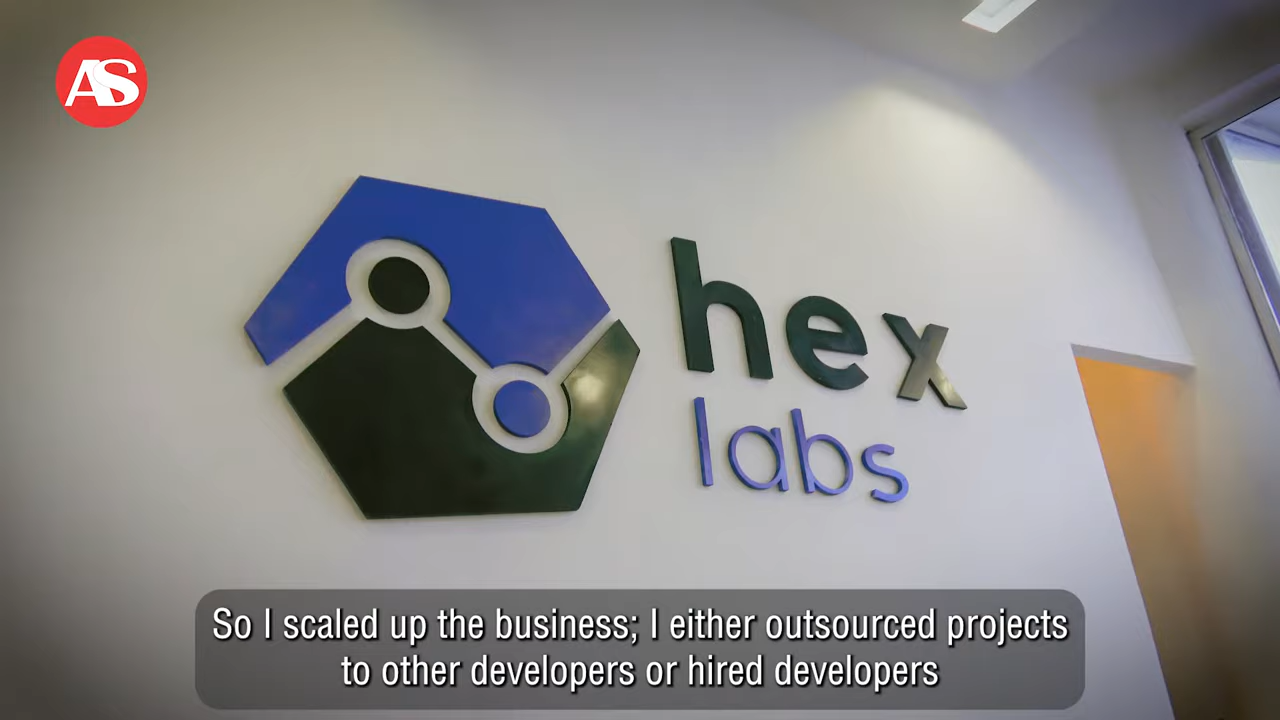 AS
hex
labs
So I scaled up the business; I either outsourced projects
to other developers or hired developers